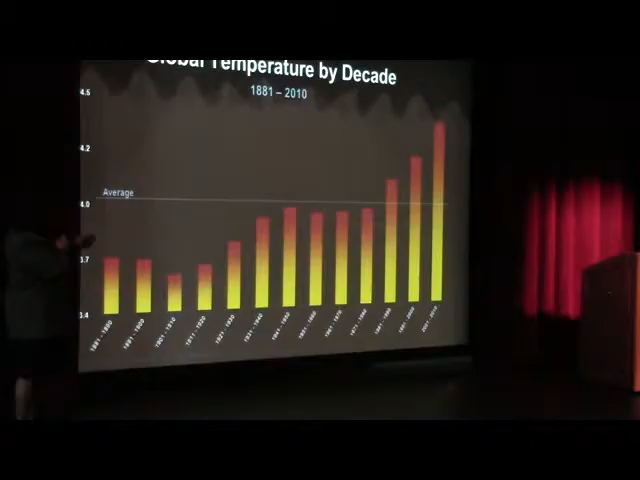 Global Temperature by Decade
1881 – 2010
4.5
4.2
Average
4.0
3.7
3.4
1881 - 1890
1891 - 1900
1901 - 1910
1911 - 1920
1921 - 1930
1931 - 1940
1941 - 1950
1951 - 1960
1961 - 1970
1971 - 1980
1981 - 1990
1991 - 2000
2001 - 2010